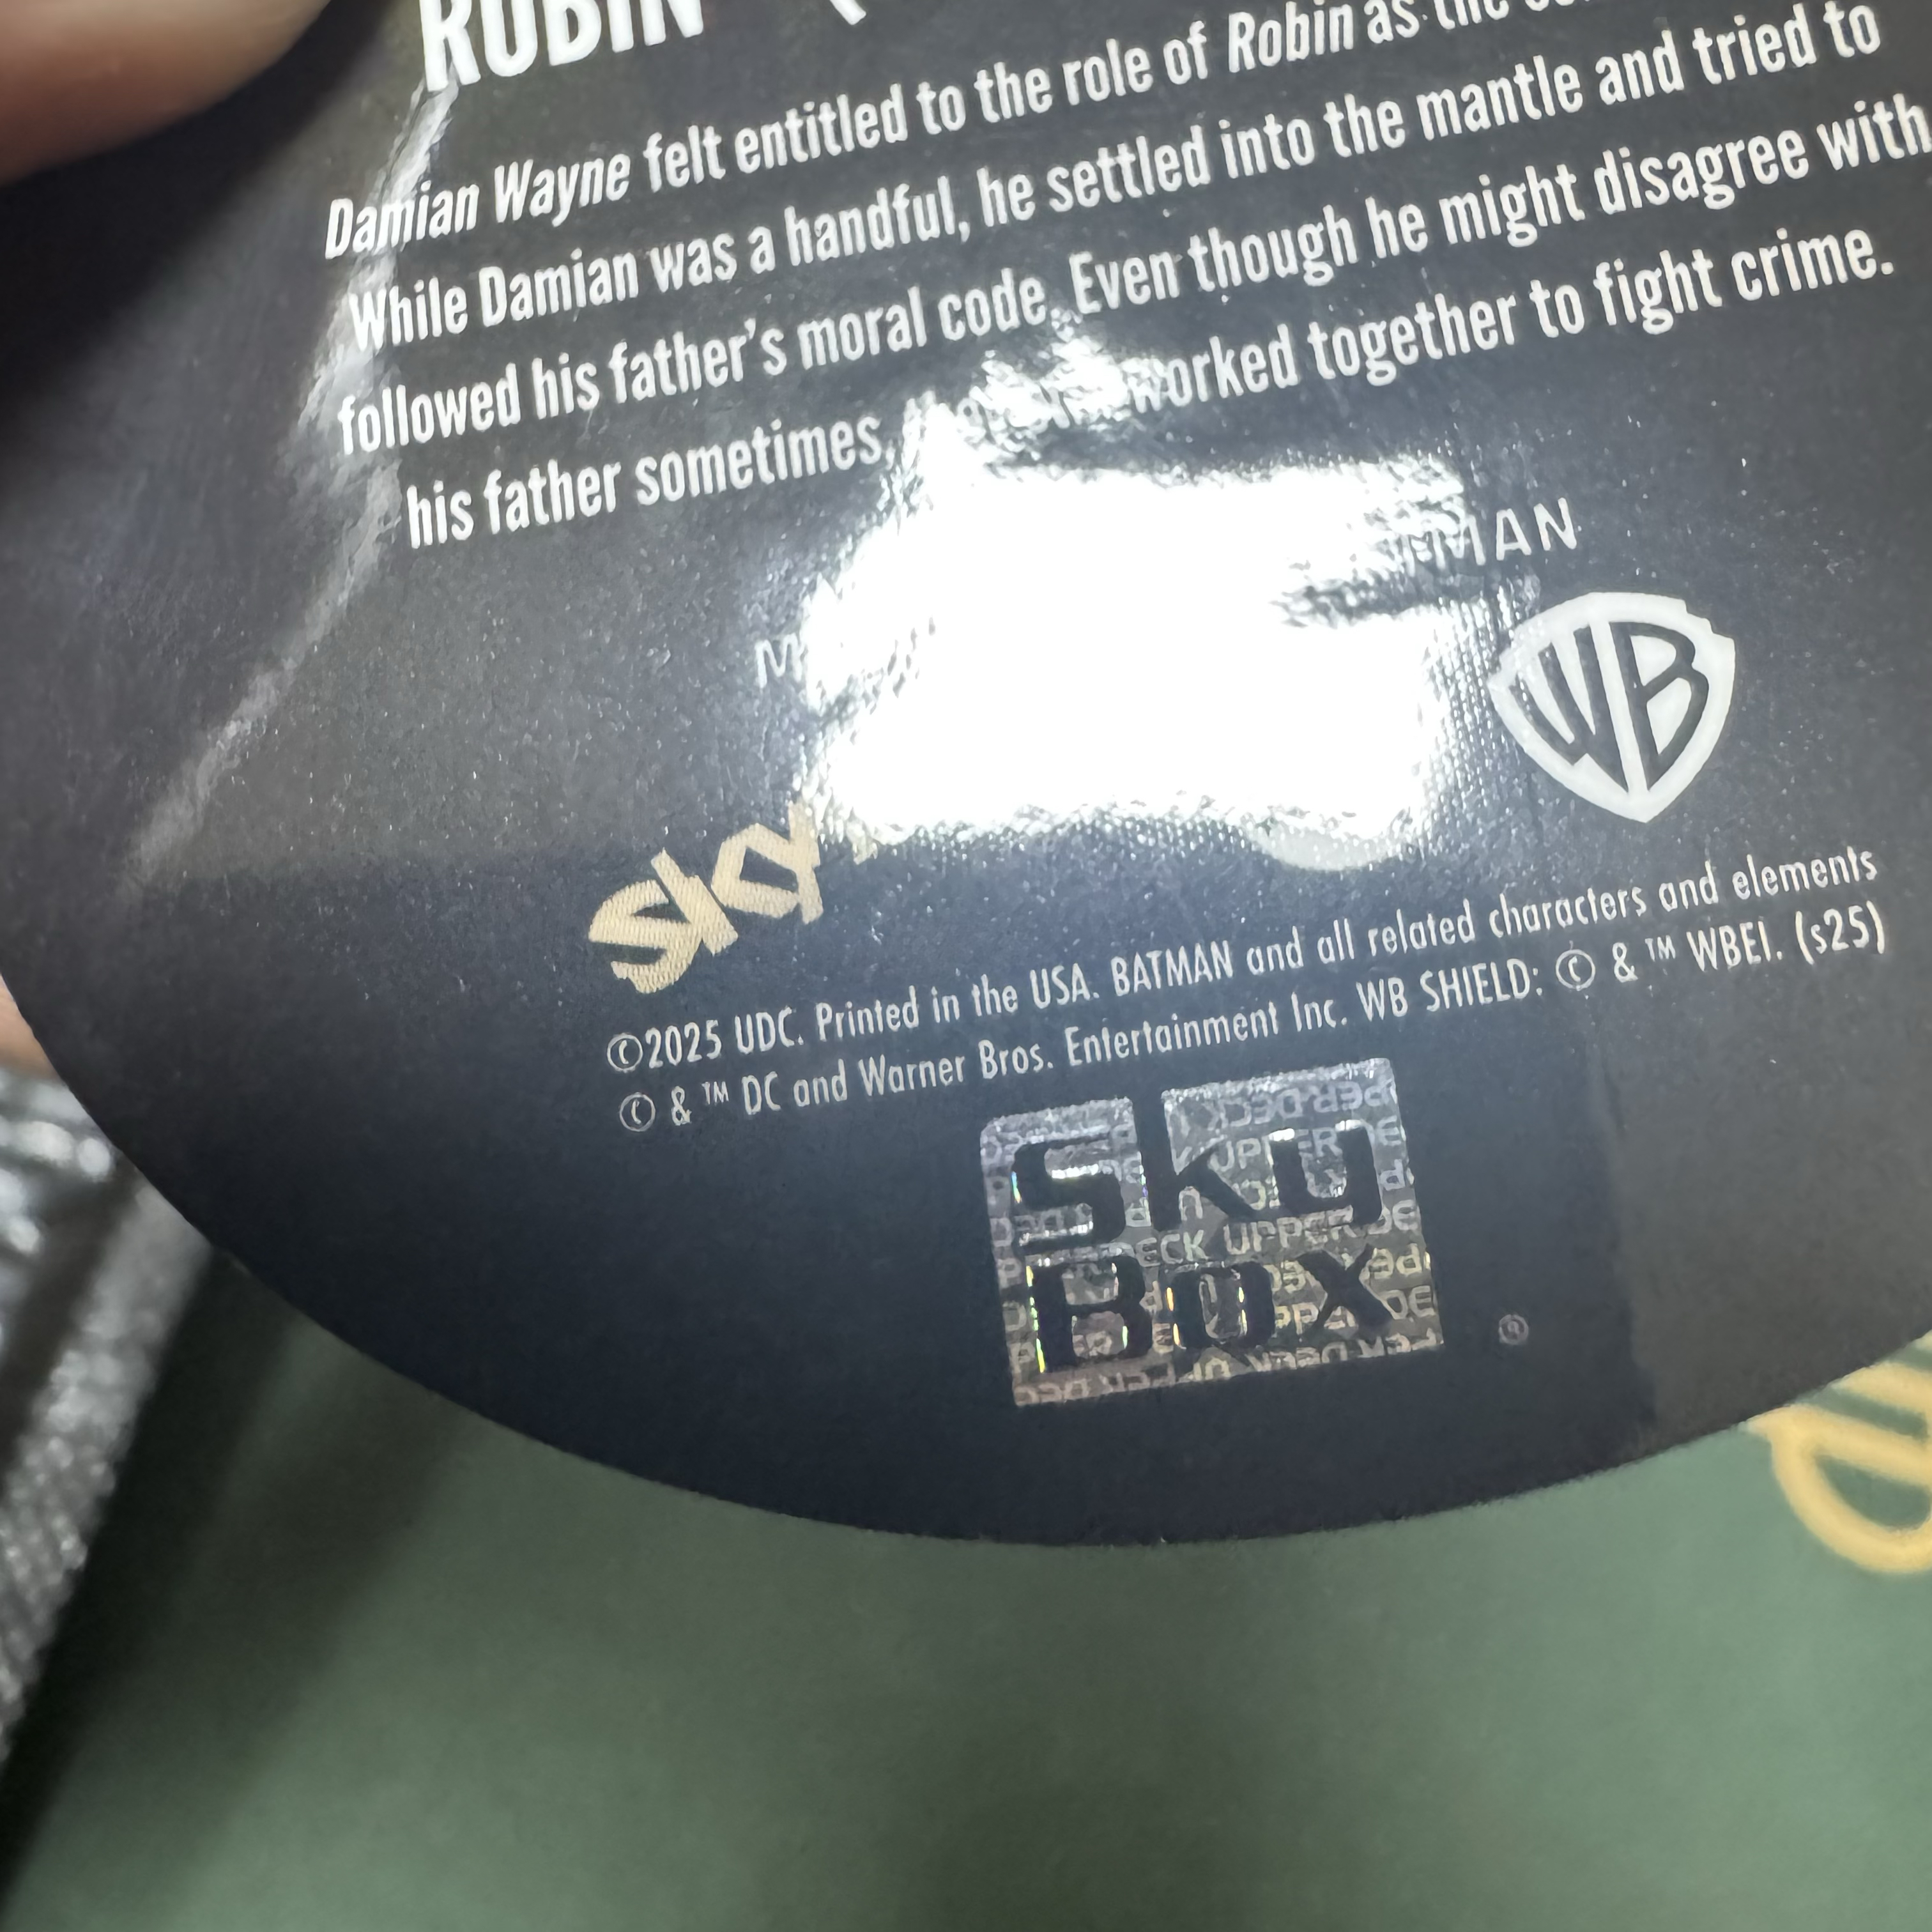 ROBIN
Damian Wayne felt entitled to the role of Robin as the
While Damian was a handful, he settled into the mantle and tried to
followed his father's moral code. Even though he might disagree with
his father sometimes, worked together to fight crime.
WB
sky
©2025 UDC. Printed in the USA. BATMAN and all related characters and elements
© & ™ DC and Warner Bros. Entertainment Inc. WB SHIELD: © & ™ WBEI. (s25)
Sky
Box
®
UPPER DECK